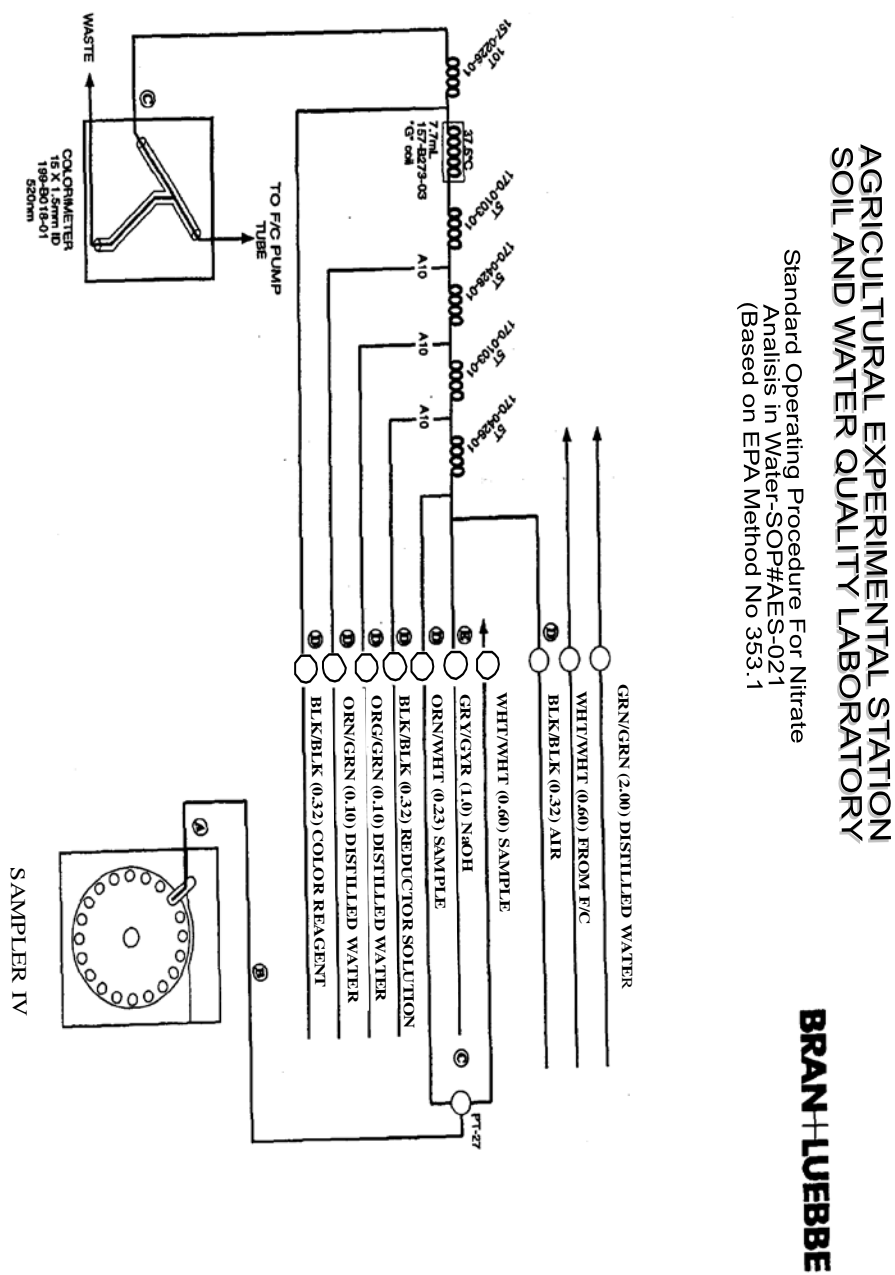 AGRICULTURAL EXPERIMENTAL STATION
SOIL AND WATER QUALITY LABORATORY
BRAN+LUEBBE
Standard Operating Procedure For Nitrate
Analisis in Water-SOP#AES-021
(Based on EPA Method No 353.1
GRN/GRN (2.00) DISTILLED WATER
WHT/WHT (0.60) FROM F/C
D
BLK/BLK (0.32) AIR
WHT/WHT (0.60) SAMPLE
E
GRY/GYR (1.0) NaOH
C
D
ORN/WHT (0.23) SAMPLE
PT-27
D
BLK/BLK (0.32) REDUCTOR SOLUTION
D
ORG/GRN (0.10) DISTILLED WATER
D
ORN/GRN (0.10) DISTILLED WATER
D
BLK/BLK (0.32) COLOR REAGENT
10T
157-0226-01
37.5°C
7.7mL
157-B273-03
"G" coil
5T
170-0103-01
5T
170-0426-01
5T
170-0103-01
5T
170-0426-01
A10
A10
A10
TO F/C PUMP
TUBE
C
WASTE
COLORIMETER
15 X 1.5mm ID
199-B018-01
520nm
A
B
SAMPLER IV